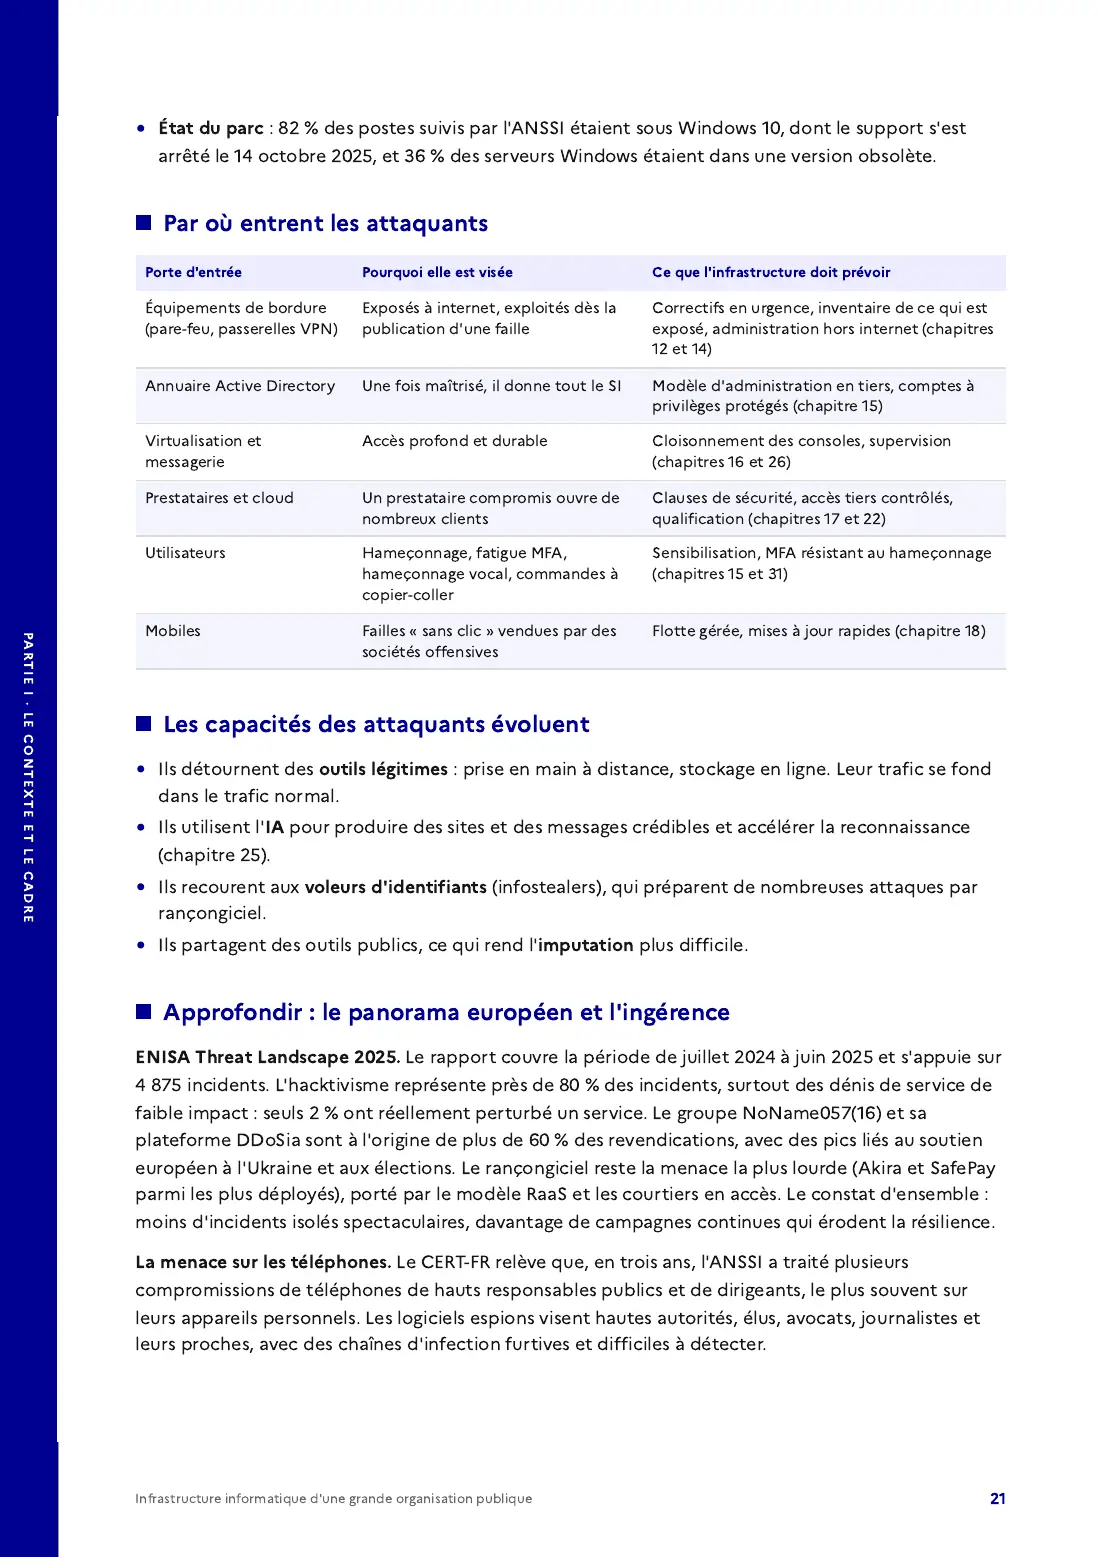 • État du parc : 82 % des postes suivis par l'ANSSI étaient sous Windows 10, dont le support s'est
arrêté le 14 octobre 2025, et 36 % des serveurs Windows étaient dans une version obsolète.
Par où entrent les attaquants
Porte d'entrée
Pourquoi elle est visée
Ce que l'infrastructure doit prévoir
Équipements de bordure
(pare-feu, passerelles VPN)
Exposés à internet, exploités dès la
publication d'une faille
Correctifs en urgence, inventaire de ce qui est
exposé, administration hors internet (chapitres
12 et 14)
Annuaire Active Directory
Une fois maîtrisé, il donne tout le SI
Modèle d'administration en tiers, comptes à
privilèges protégés (chapitre 15)
Virtualisation et
messagerie
Accès profond et durable
Cloisonnement des consoles, supervision
(chapitres 16 et 26)
Prestataires et cloud
Un prestataire compromis ouvre de
nombreux clients
Clauses de sécurité, accès tiers contrôlés,
qualification (chapitres 17 et 22)
Utilisateurs
Hameçonnage, fatigue MFA,
hameçonnage vocal, commandes à
copier-coller
Sensibilisation, MFA résistant au hameçonnage
(chapitres 15 et 31)
Mobiles
Failles « sans clic » vendues par des
sociétés offensives
Flotte gérée, mises à jour rapides (chapitre 18)
Les capacités des attaquants évoluent
• Ils détournent des outils légitimes : prise en main à distance, stockage en ligne. Leur trafic se fond
dans le trafic normal.
• Ils utilisent l'IA pour produire des sites et des messages crédibles et accélérer la reconnaissance
(chapitre 25).
• Ils recourent aux voleurs d'identifiants (infostealers), qui préparent de nombreuses attaques par
rançongiciel.
• Ils partagent des outils publics, ce qui rend l'imputation plus difficile.
Approfondir : le panorama européen et l'ingérence
ENISA Threat Landscape 2025. Le rapport couvre la période de juillet 2024 à juin 2025 et s'appuie sur
4 875 incidents. L'hacktivisme représente près de 80 % des incidents, surtout des dénis de service de
faible impact : seuls 2 % ont réellement perturbé un service. Le groupe NoName057(16) et sa
plateforme DDoSia sont à l'origine de plus de 60 % des revendications, avec des pics liés au soutien
européen à l'Ukraine et aux élections. Le rançongiciel reste la menace la plus lourde (Akira et SafePay
parmi les plus déployés), porté par le modèle RaaS et les courtiers en accès. Le constat d'ensemble :
moins d'incidents isolés spectaculaires, davantage de campagnes continues qui érodent la résilience.
La menace sur les téléphones. Le CERT-FR relève que, en trois ans, l'ANSSI a traité plusieurs
compromissions de téléphones de hauts responsables publics et de dirigeants, le plus souvent sur
leurs appareils personnels. Les logiciels espions visent hautes autorités, élus, avocats, journalistes et
leurs proches, avec des chaînes d'infection furtives et difficiles à détecter.
PARTIE I · LE CONTEXTE ET LE CADRE
Infrastructure informatique d'une grande organisation publique
21